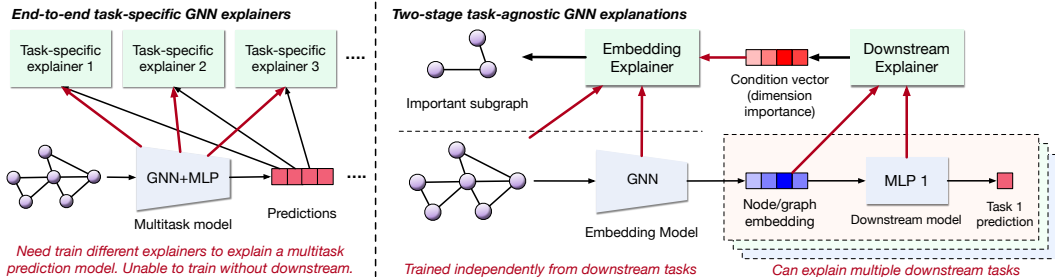 End-to-end task-specific GNN explainers
Task-specific
explainer 1
Task-specific
explainer 2
Task-specific
explainer 3
....
GNN+MLP
Multitask model
Predictions
....
Need train different explainers to explain a multitask
prediction model. Unable to train without downstream.
Two-stage task-agnostic GNN explanations
Important subgraph
Embedding
Explainer
Condition vector
(dimension
importance)
Downstream
Explainer
GNN
Embedding Model
Node/graph
embedding
MLP 1
Downstream model
Task 1
prediction
Trained independently from downstream tasks
Can explain multiple downstream tasks